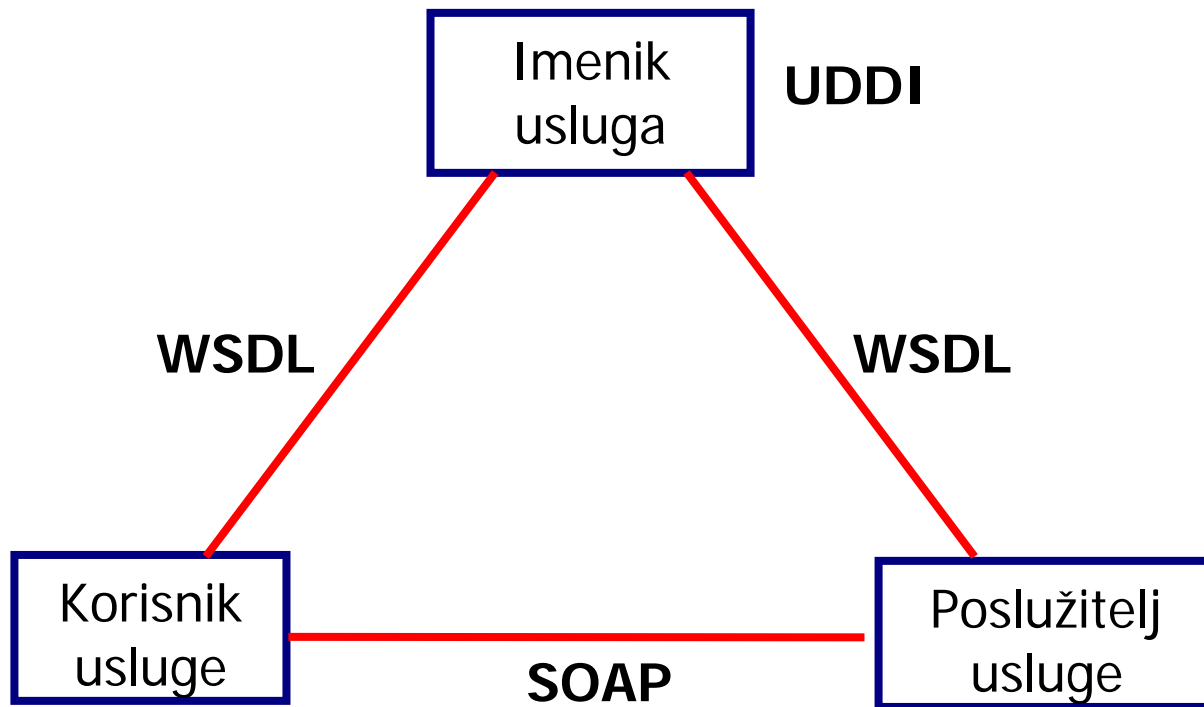 Imenik
usluga
UDDI
WSDL
WSDL
Korisnik
usluge
SOAP
Poslužitelj
usluge